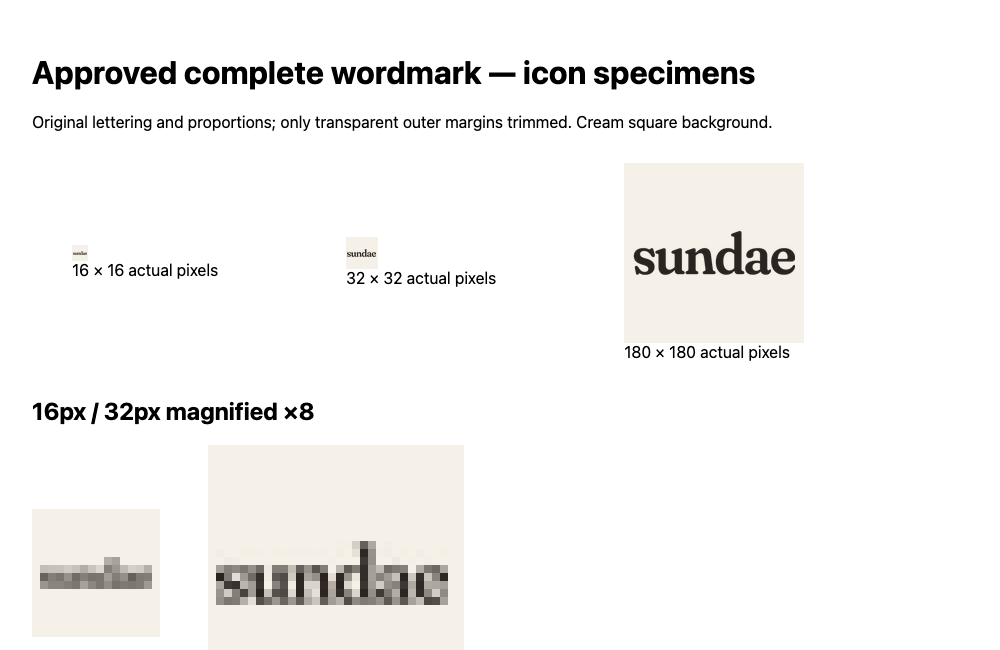 Approved complete wordmark — icon specimens
Original lettering and proportions; only transparent outer margins trimmed. Cream square background.
sundae
16 × 16 actual pixels
sundae
32 × 32 actual pixels
sundae
180 × 180 actual pixels
16px / 32px magnified ×8
sundae
sundae